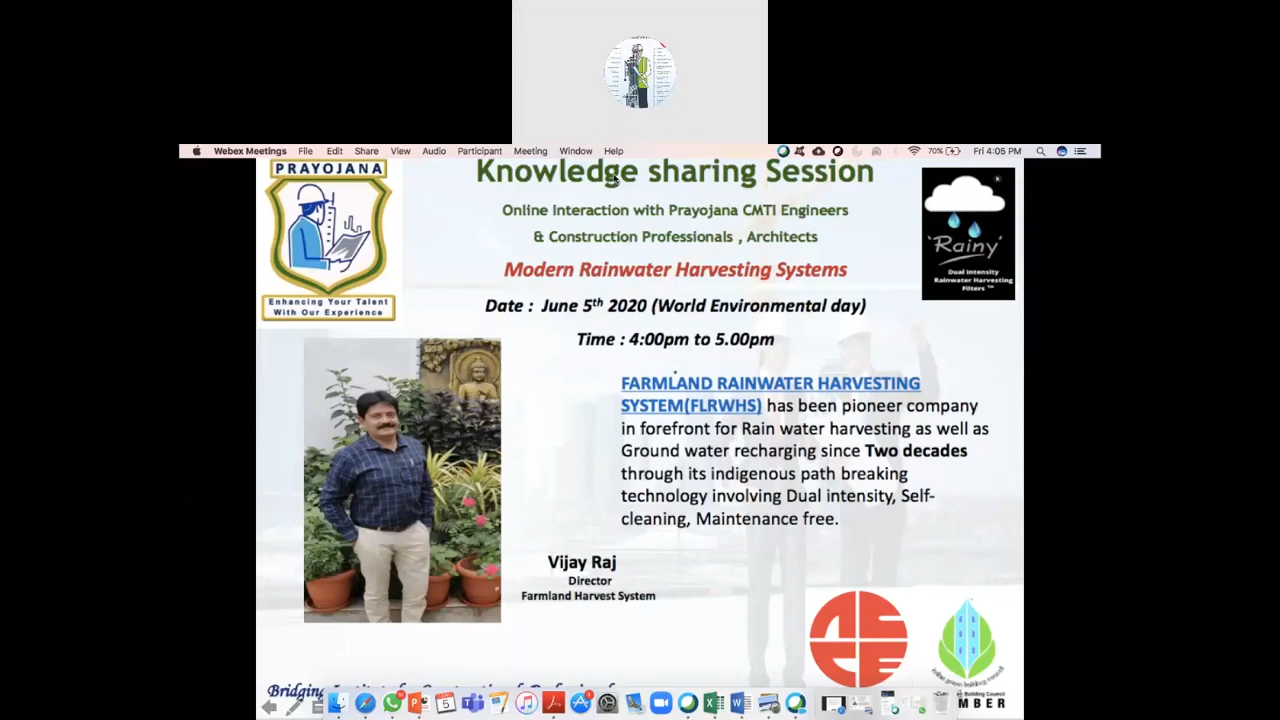 Webex Meetings File Edit Share View Audio Participant Meeting Window Help 70% Fri 4:05 PM
PRAYOJANA
Enhancing Your Talent
With Our Experience
Knowledge sharing Session
Online Interaction with Prayojana CMTI Engineers
& Construction Professionals , Architects
Modern Rainwater Harvesting Systems
Date : June 5th 2020 (World Environmental day)
Time : 4:00pm to 5.00pm
'Rainy'
Dual Intensity
Rainwater Harvesting
Filters ™
FARMLAND RAINWATER HARVESTING
SYSTEM(FLRWHS) has been pioneer company
in forefront for Rain water harvesting as well as
Ground water recharging since Two decades
through its indigenous path breaking
technology involving Dual intensity, Self-
cleaning, Maintenance free.
Vijay Raj
Director
Farmland Harvest System
Bridging
Building Council
MBER